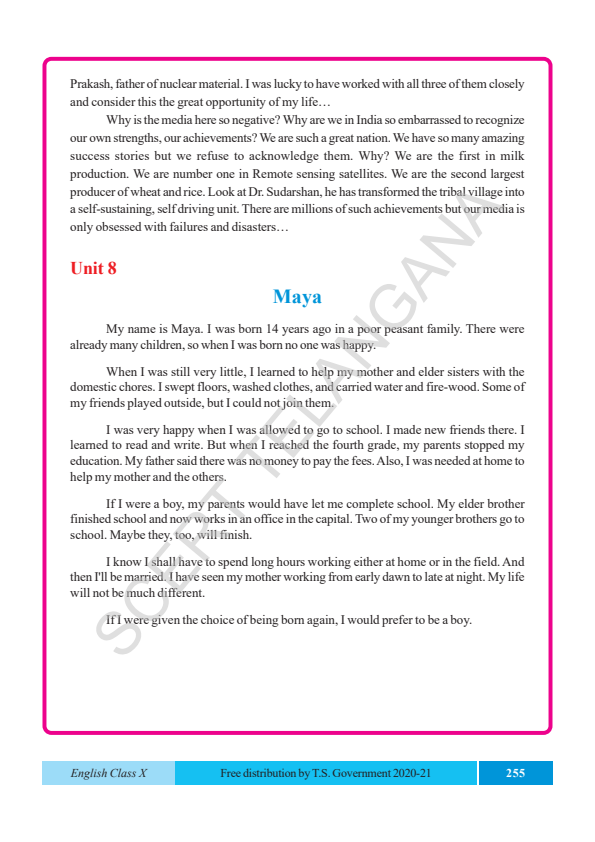 Prakash, father of nuclear material. I was lucky to have worked with all three of them closely
and consider this the great opportunity of my life…
Why is the media here so negative? Why are we in India so embarrassed to recognize
our own strengths, our achievements? We are such a great nation. We have so many amazing
success stories but we refuse to acknowledge them. Why? We are the first in milk
production. We are number one in Remote sensing satellites. We are the second largest
producer of wheat and rice. Look at Dr. Sudarshan, he has transformed the tribal village into
a self-sustaining, self driving unit. There are millions of such achievements but our media is
only obsessed with failures and disasters…
Unit 8
Maya
My name is Maya. I was born 14 years ago in a poor peasant family. There were
already many children, so when I was born no one was happy.
When I was still very little, I learned to help my mother and elder sisters with the
domestic chores. I swept floors, washed clothes, and carried water and fire-wood. Some of
my friends played outside, but I could not join them.
I was very happy when I was allowed to go to school. I made new friends there. I
learned to read and write. But when I reached the fourth grade, my parents stopped my
education. My father said there was no money to pay the fees. Also, I was needed at home to
help my mother and the others.
If I were a boy, my parents would have let me complete school. My elder brother
finished school and now works in an office in the capital. Two of my younger brothers go to
school. Maybe they, too, will finish.
I know I shall have to spend long hours working either at home or in the field. And
then I'll be married. I have seen my mother working from early dawn to late at night. My life
will not be much different.
If I were given the choice of being born again, I would prefer to be a boy.
SCERT TELANGANA
English Class X
Free distribution by T.S. Government 2020-21
255